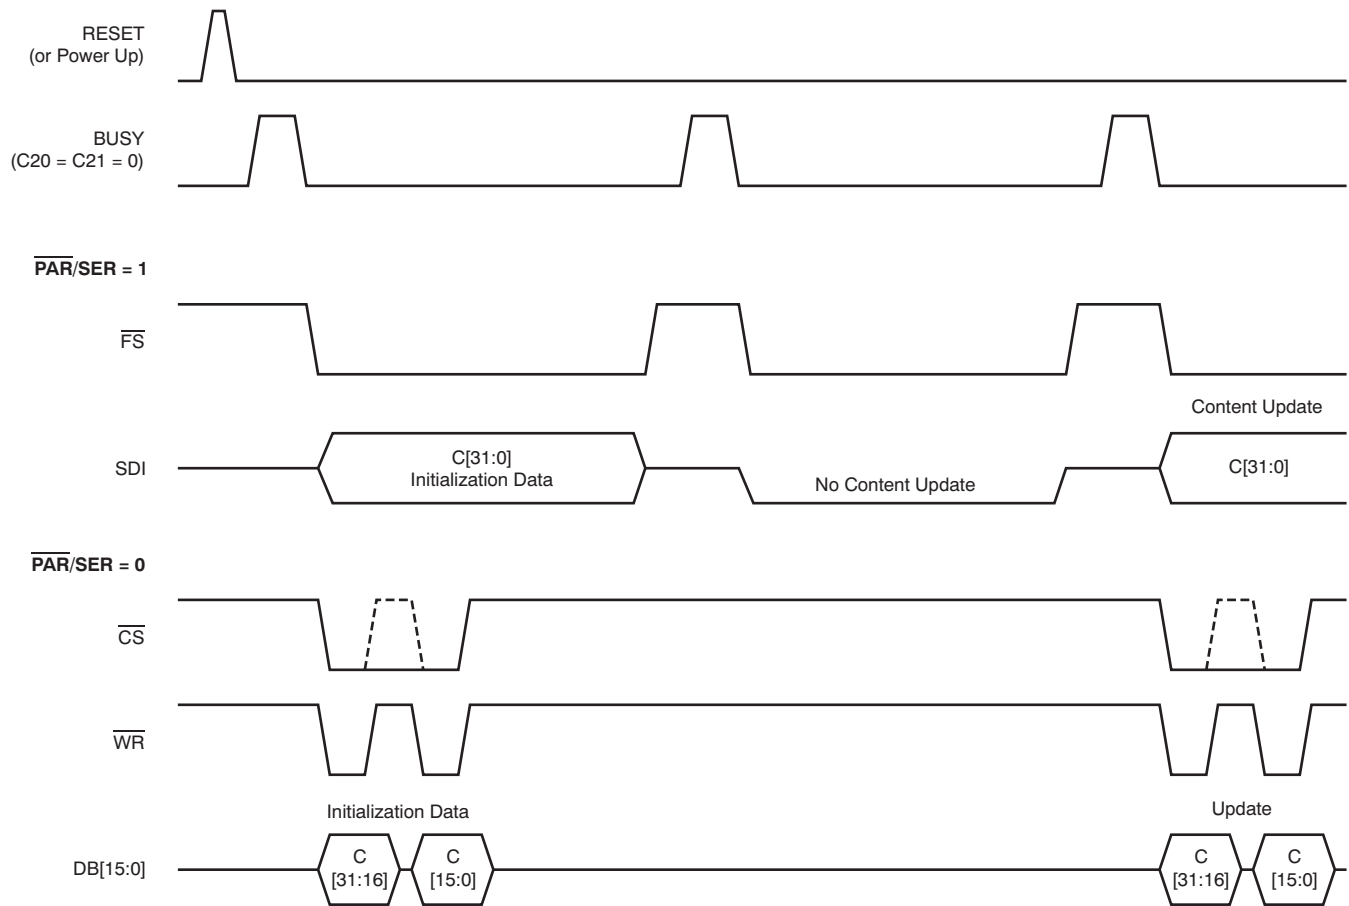 RESET
(or Power Up)
BUSY
(C20 = C21 = 0)
PAR/SER = 1
FS
Content Update
SDI
C[31:0]
Initialization Data
No Content Update
C[31:0]
PAR/SER = 0
CS
WR
Initialization Data
Update
DB[15:0]
C
[31:16]
C
[15:0]
C
[31:16]
C
[15:0]